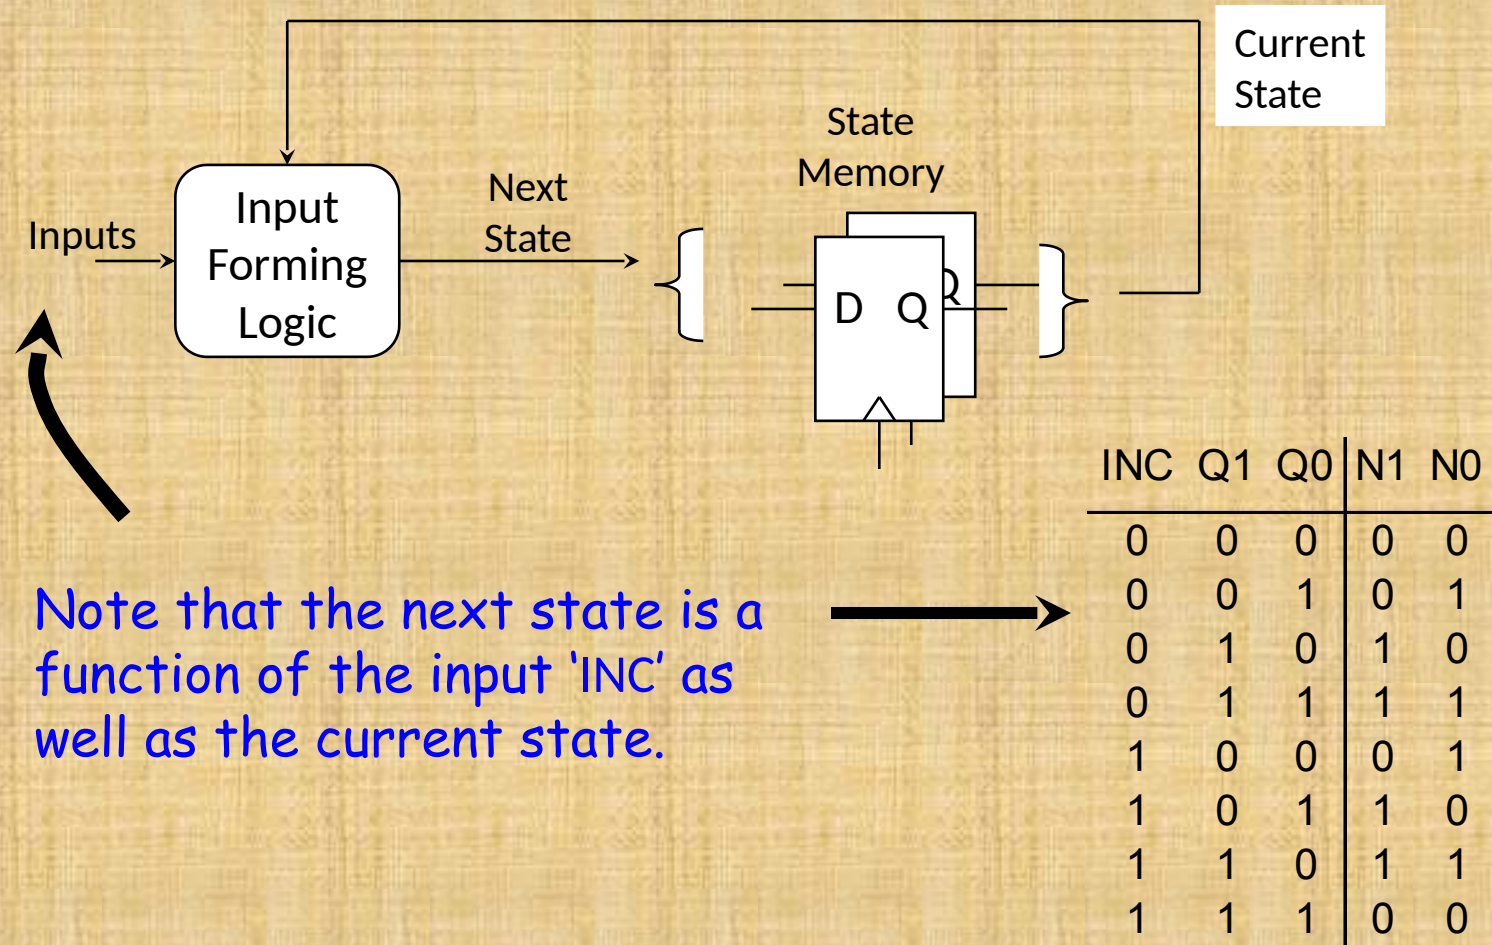 Current
State
State
Memory
Next
State
Inputs
Input
Forming
Logic
D Q
Q
INC Q1 Q0 N1 N0
0 0 0 0 0
0 0 1 0 1
0 1 0 1 0
0 1 1 1 1
1 0 0 0 1
1 0 1 1 0
1 1 0 1 1
1 1 1 0 0
Note that the next state is a
function of the input ‘INC’ as
well as the current state.